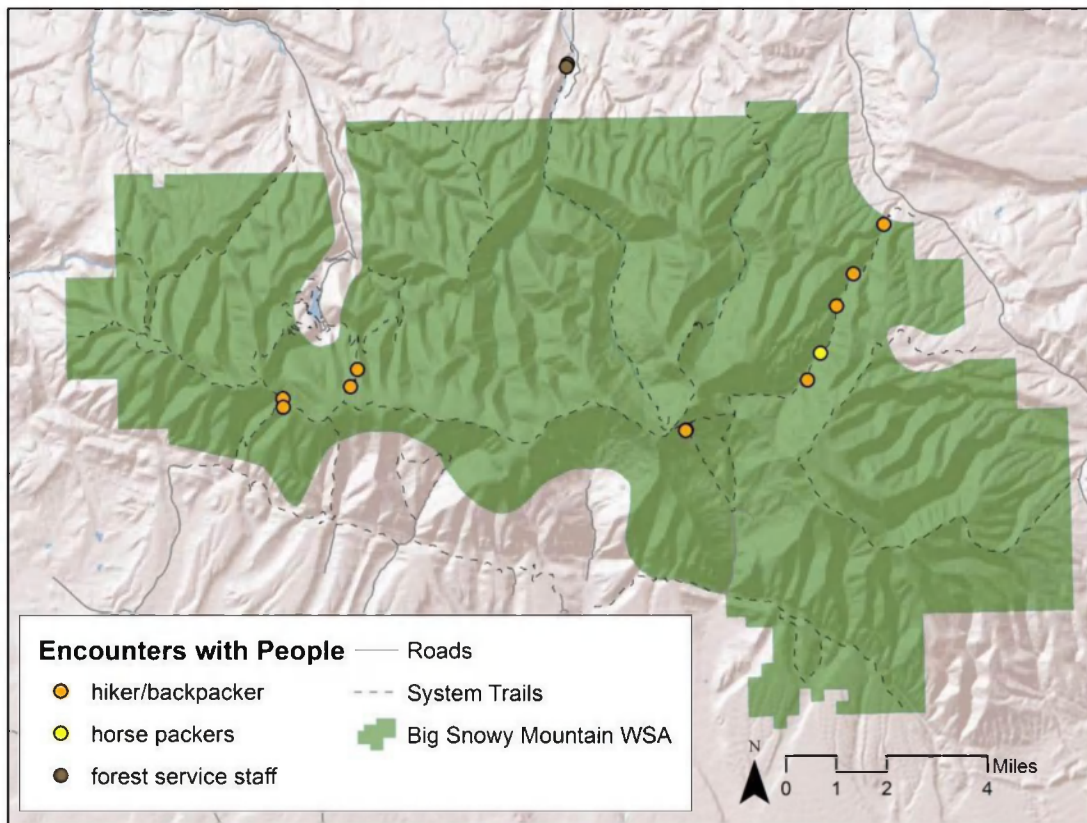 Encounters with People
hiker/backpacker
horse packers
forest service staff
Roads
System Trails
Big Snowy Mountain WSA
N
Miles
0 1 2 4